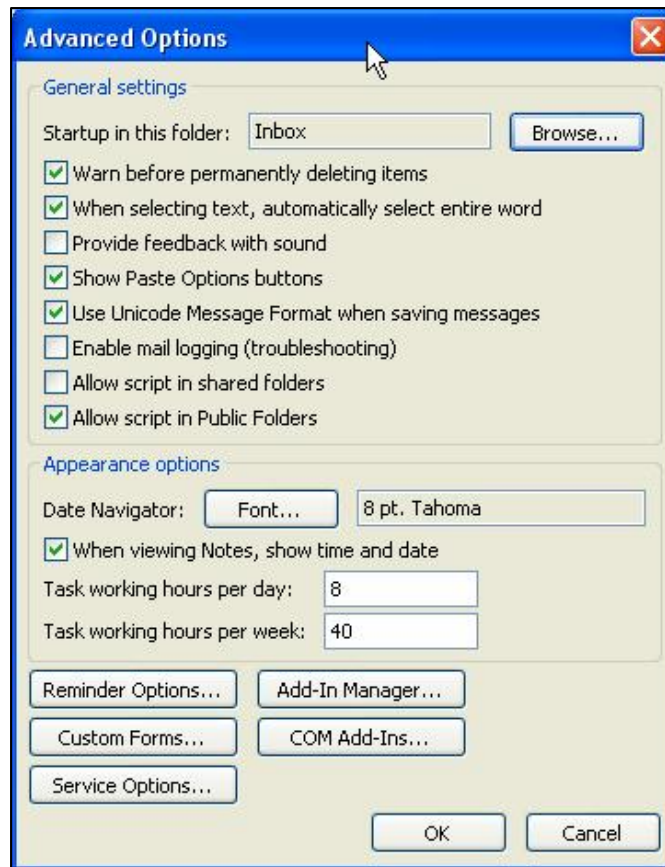 Advanced Options
General settings
Startup in this folder: Inbox Browse...
Warn before permanently deleting items
When selecting text, automatically select entire word
Provide feedback with sound
Show Paste Options buttons
Use Unicode Message Format when saving messages
Enable mail logging (troubleshooting)
Allow script in shared folders
Allow script in Public Folders
Appearance options
Date Navigator: Font... 8 pt. Tahoma
When viewing Notes, show time and date
Task working hours per day: 8
Task working hours per week: 40
Reminder Options... Add-In Manager...
Custom Forms... COM Add-Ins...
Service Options...
OK Cancel